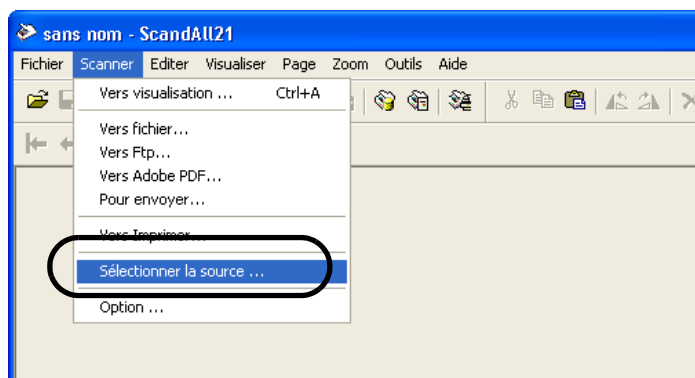 sans nom - ScandAll21
Fichier Scanner Editer Visualiser Page Zoom Outils Aide
Vers visualisation ... Ctrl+A
Vers fichier...
Vers Ftp...
Vers Adobe PDF...
Pour envoyer...
Vers Imprimer...
Sélectionner la source ...
Option ...